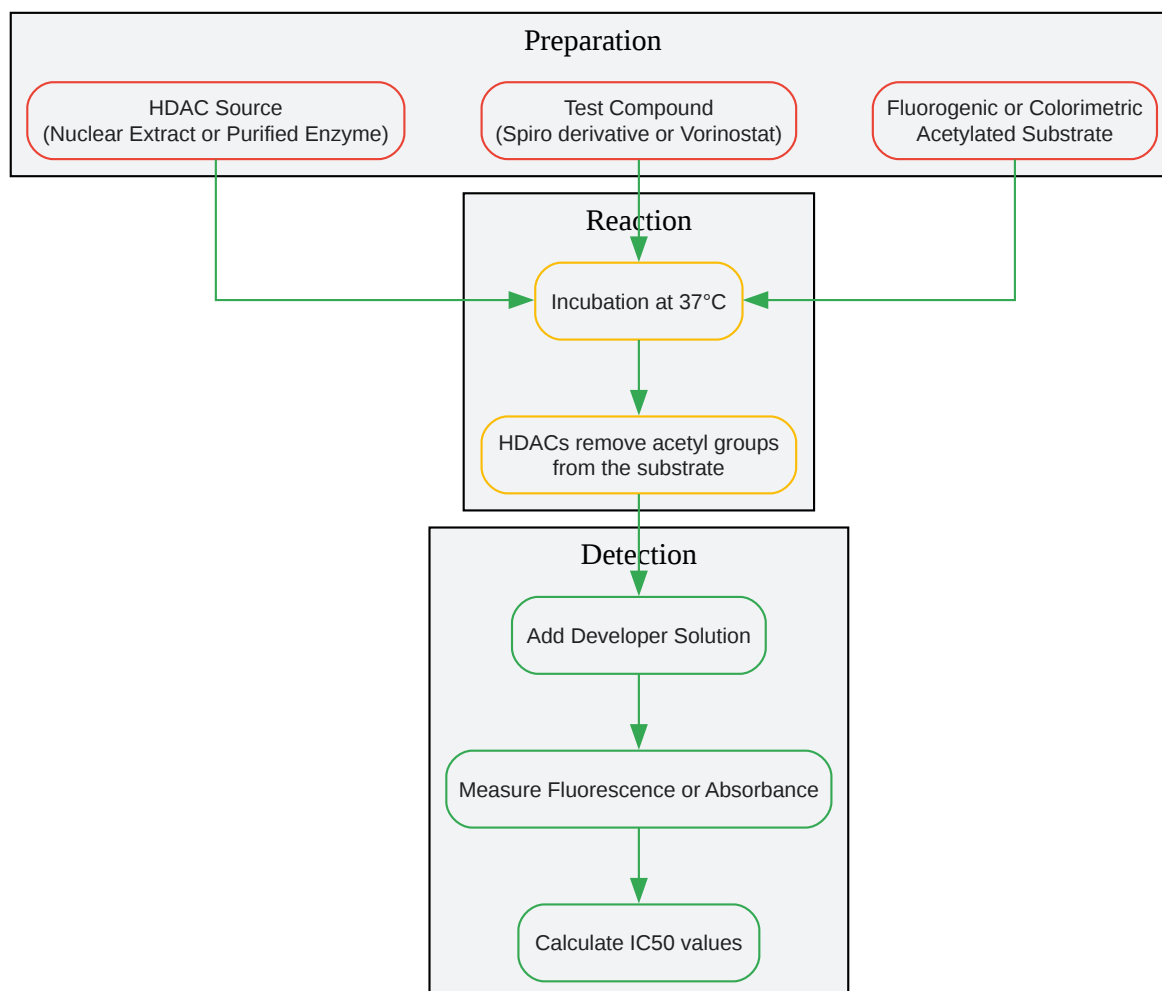 Preparation
HDAC Source
(Nuclear Extract or Purified Enzyme)
Test Compound
(Spiro derivative or Vorinostat)
Fluorogenic or Colorimetric
Acetylated Substrate
Reaction
Incubation at 37°C
HDACs remove acetyl groups
from the substrate
Detection
Add Developer Solution
Measure Fluorescence or Absorbance
Calculate IC50 values